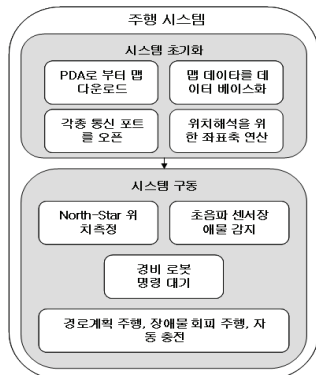 주행 시스템
시스템 초기화
PDA로 부터 맵
다운로드
맵 데이타를 데
이터 베이스화
각종 통신 포트
를 오픈
위치해석을 위
한 좌표축 연산
시스템 구동
North-Star 위
치측정
초음파 센서장
애물 감지
경비 로봇
명령 대기
경로계획 주행, 장애물 회피 주행, 자
동 충전